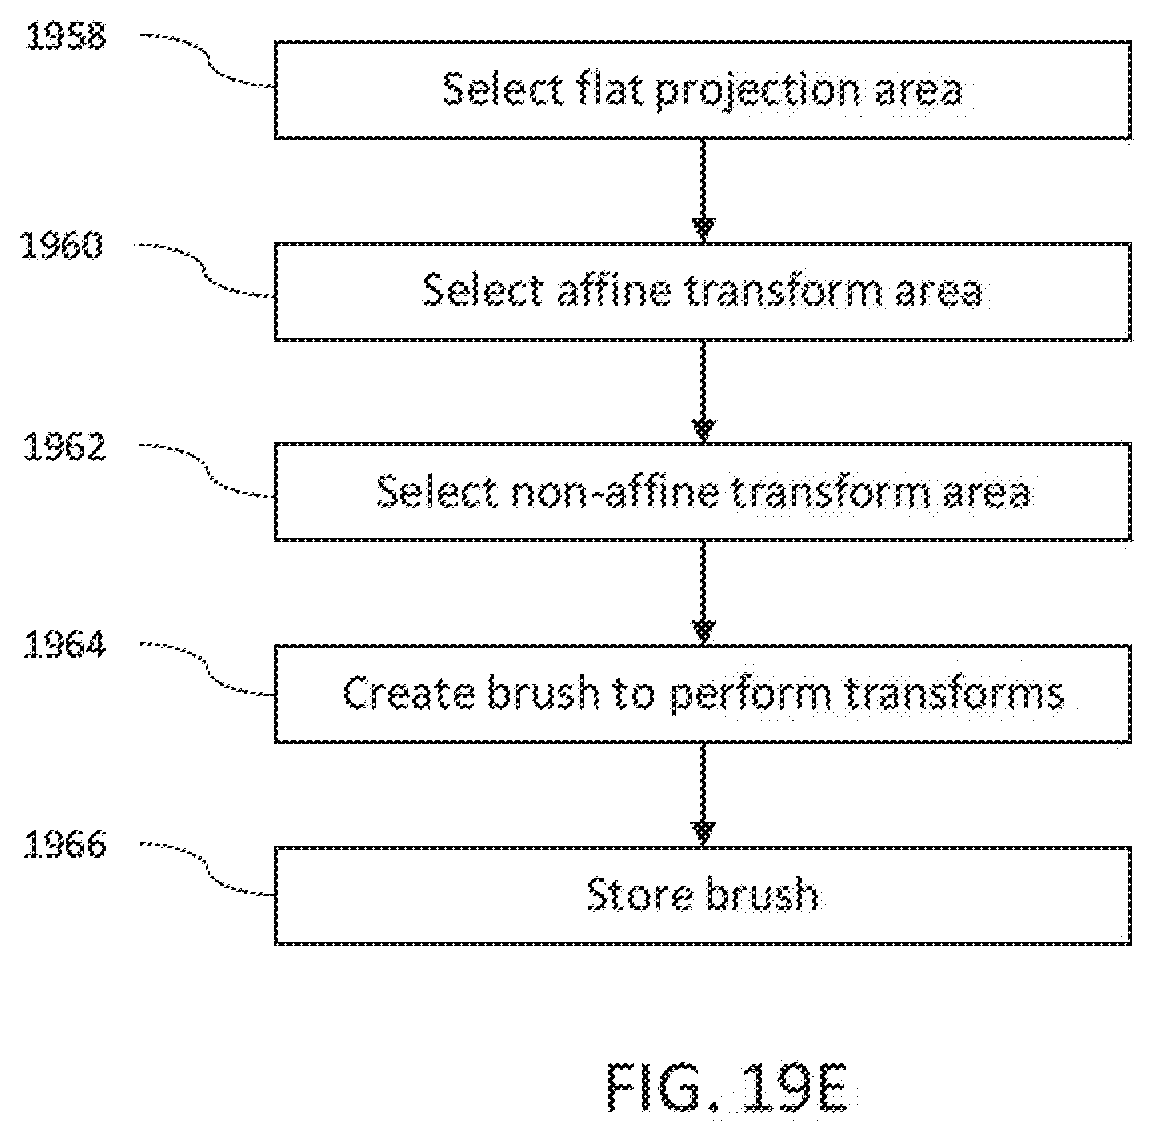 1958
Select flat projection area
1960
Select affine transform area
1962
Select non-affine transform area
1964
Create brush to perform transforms
1966
Store brush
FIG. 19E